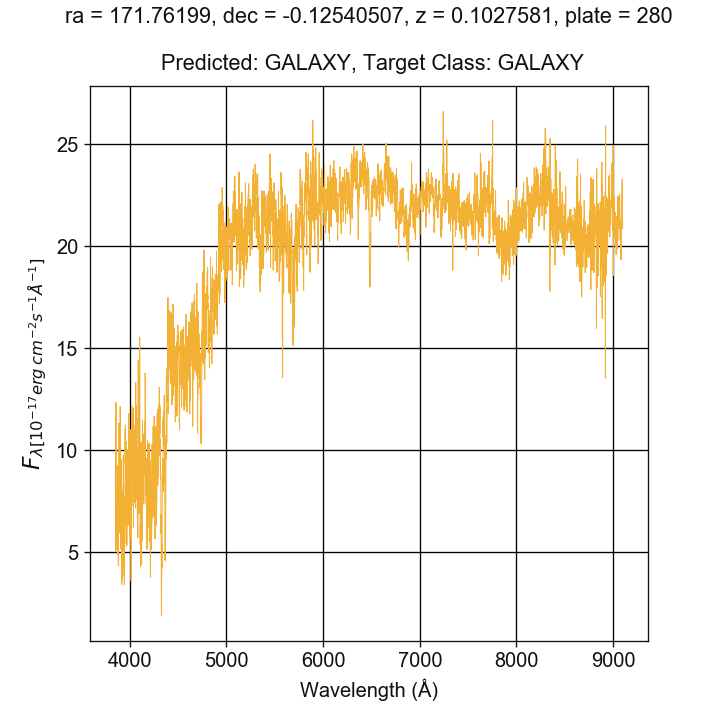 ra = 171.76199, dec = -0.12540507, z = 0.1027581, plate = 280
Predicted: GALAXY, Target Class: GALAXY
25
20
15
10
5
F_{λ[10^{−17}erg cm^{−2}s^{−1}Å^{−1}]}
4000 5000 6000 7000 8000 9000
Wavelength (Å)